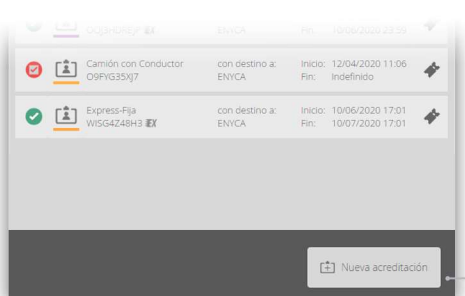 ENYCA Fin: 10/06/2020 23:59
Camión con Conductor con destino a: Inicio: 12/04/2020 11:06
O9FYG35XJ7 ENYCA Fin: Indefinido
Express-Fija con destino a: Inicio: 10/06/2020 17:01
WISG4Z48H3 EX ENYCA Fin: 10/07/2020 17:01
Nueva acreditación